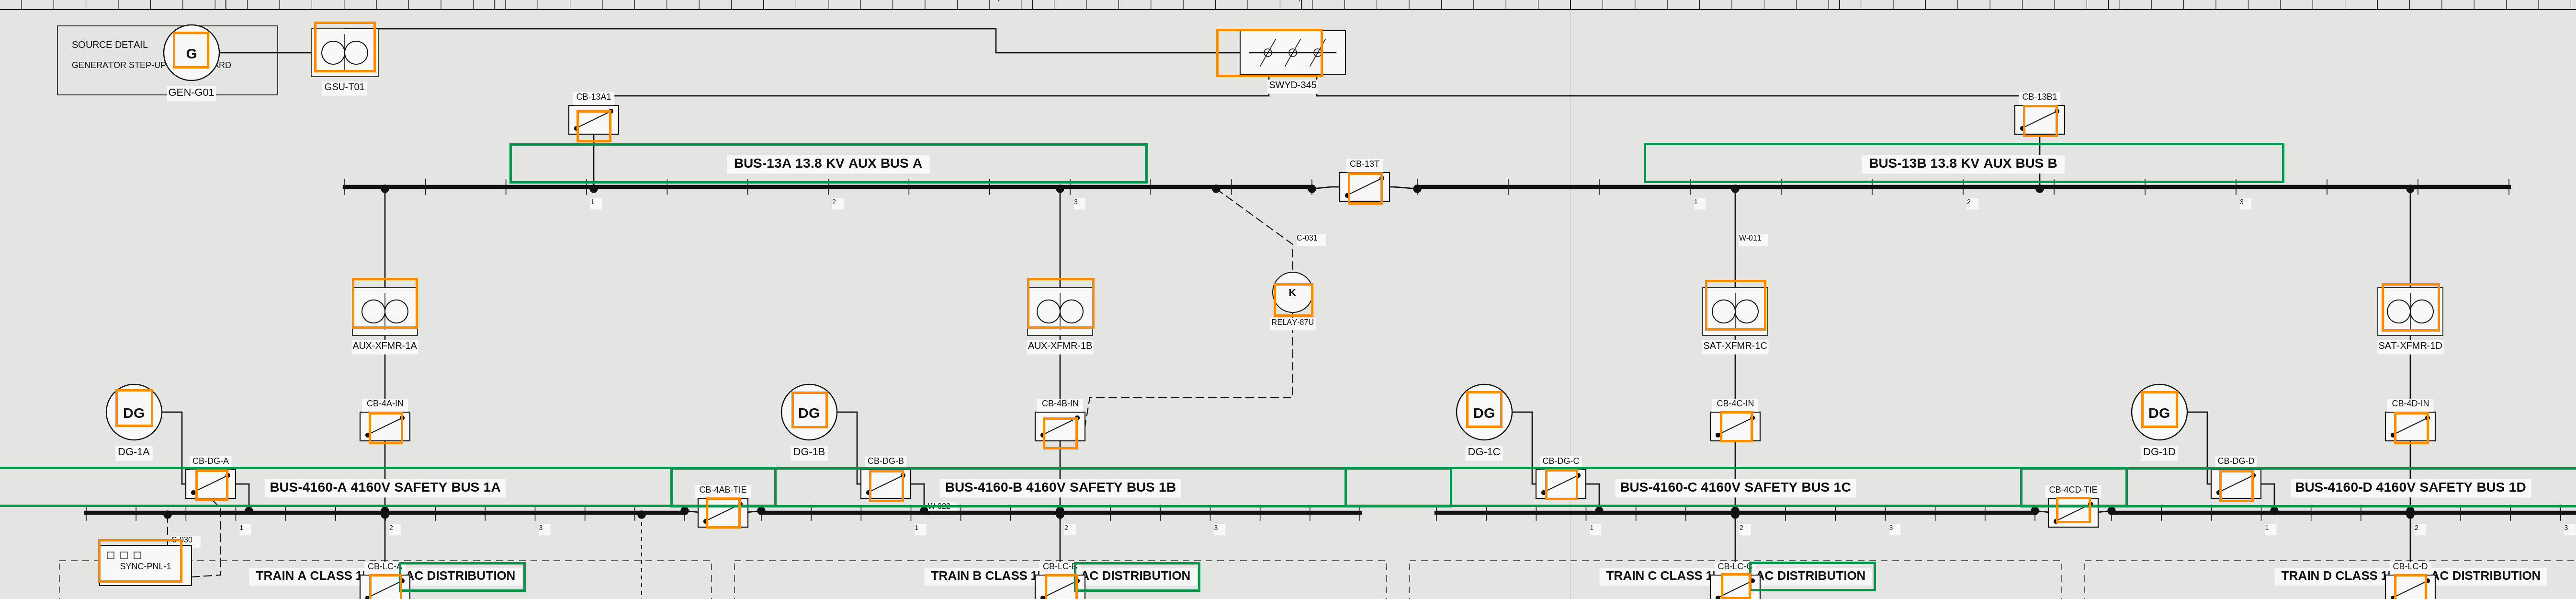 SOURCE DETAIL
GENERATOR STEP-UP
G
GEN-G01
GSU-T01
SWYD-345
CB-13A1
CB-13B1
BUS-13A 13.8 KV AUX BUS A
CB-13T
BUS-13B 13.8 KV AUX BUS B
1
2
3
1
2
3
C-031
W-011
K
RELAY-87U
AUX-XFMR-1A
AUX-XFMR-1B
SAT-XFMR-1C
SAT-XFMR-1D
DG
CB-4A-IN
DG
CB-4B-IN
DG
CB-4C-IN
DG
CB-4D-IN
DG-1A
DG-1B
DG-1C
DG-1D
CB-DG-A
CB-DG-B
CB-DG-C
CB-DG-D
BUS-4160-A 4160V SAFETY BUS 1A
CB-4AB-TIE
BUS-4160-B 4160V SAFETY BUS 1B
BUS-4160-C 4160V SAFETY BUS 1C
CB-4CD-TIE
BUS-4160-D 4160V SAFETY BUS 1D
1
2
3
1
2
3
1
2
3
1
2
3
SYNC-PNL-1
CB-LC-A
CB-LC-B
CB-LC-C
CB-LC-D
TRAIN A CLASS AC DISTRIBUTION
TRAIN B CLASS AC DISTRIBUTION
TRAIN C CLASS AC DISTRIBUTION
TRAIN D CLASS AC DISTRIBUTION